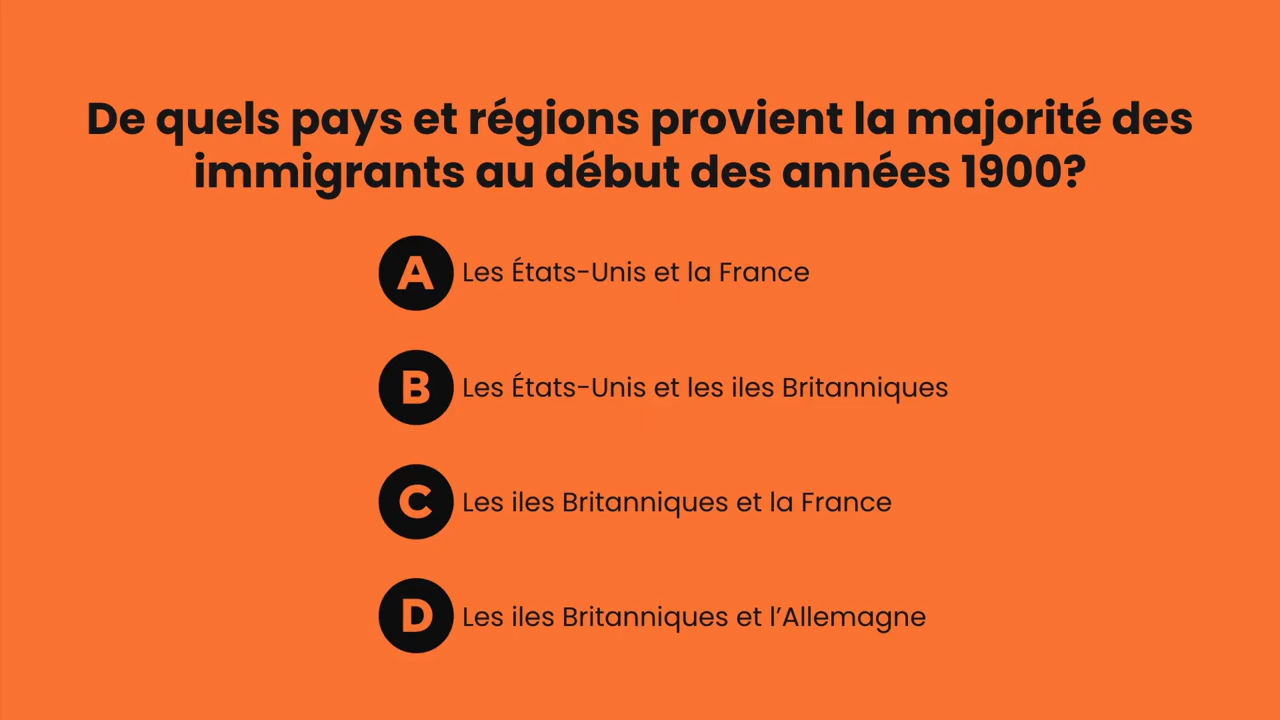 De quels pays et régions provient la majorité des
immigrants au début des années 1900?
A Les États-Unis et la France
B Les États-Unis et les iles Britanniques
C Les iles Britanniques et la France
D Les iles Britanniques et l’Allemagne